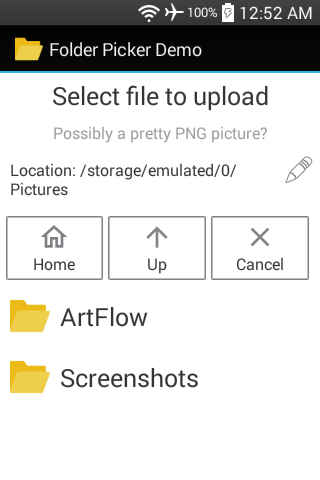 100% 12:52 AM
Folder Picker Demo
Select file to upload
Possibly a pretty PNG picture?
Location: /storage/emulated/0/
Pictures
Home Up Cancel
ArtFlow
Screenshots